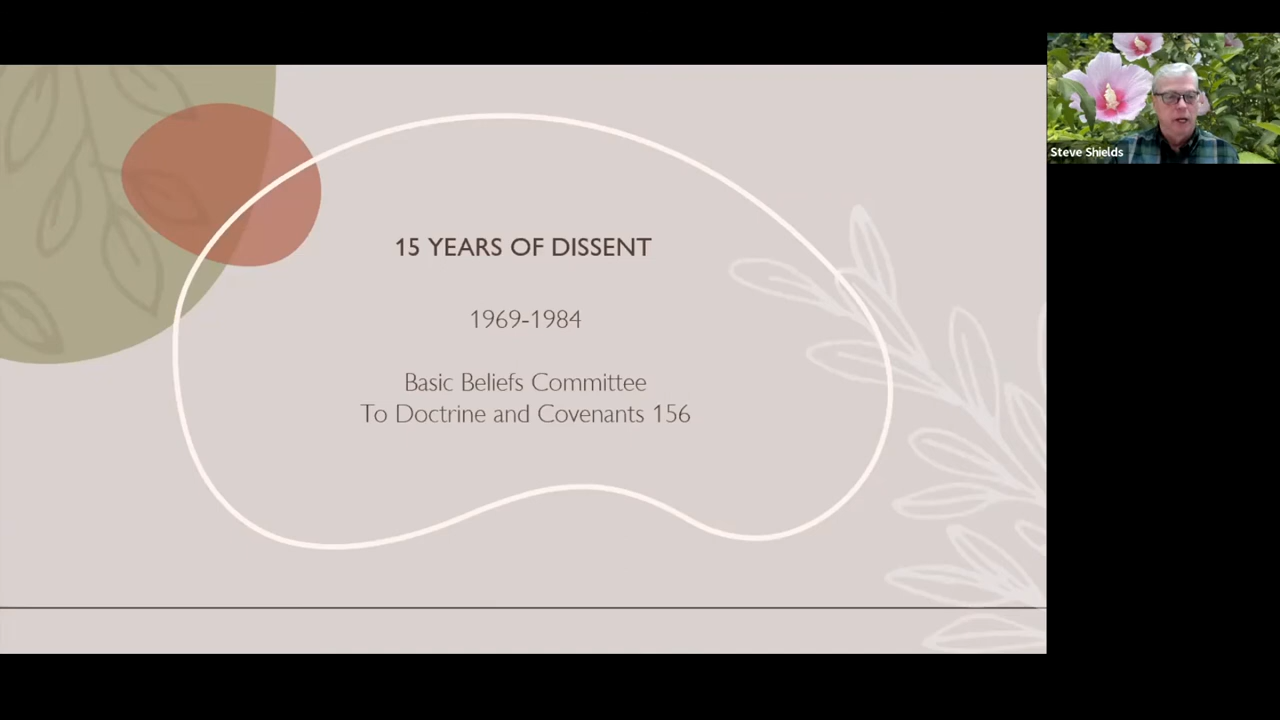 15 YEARS OF DISSENT
1969-1984
Basic Beliefs Committee
To Doctrine and Covenants 156
Steve Shields